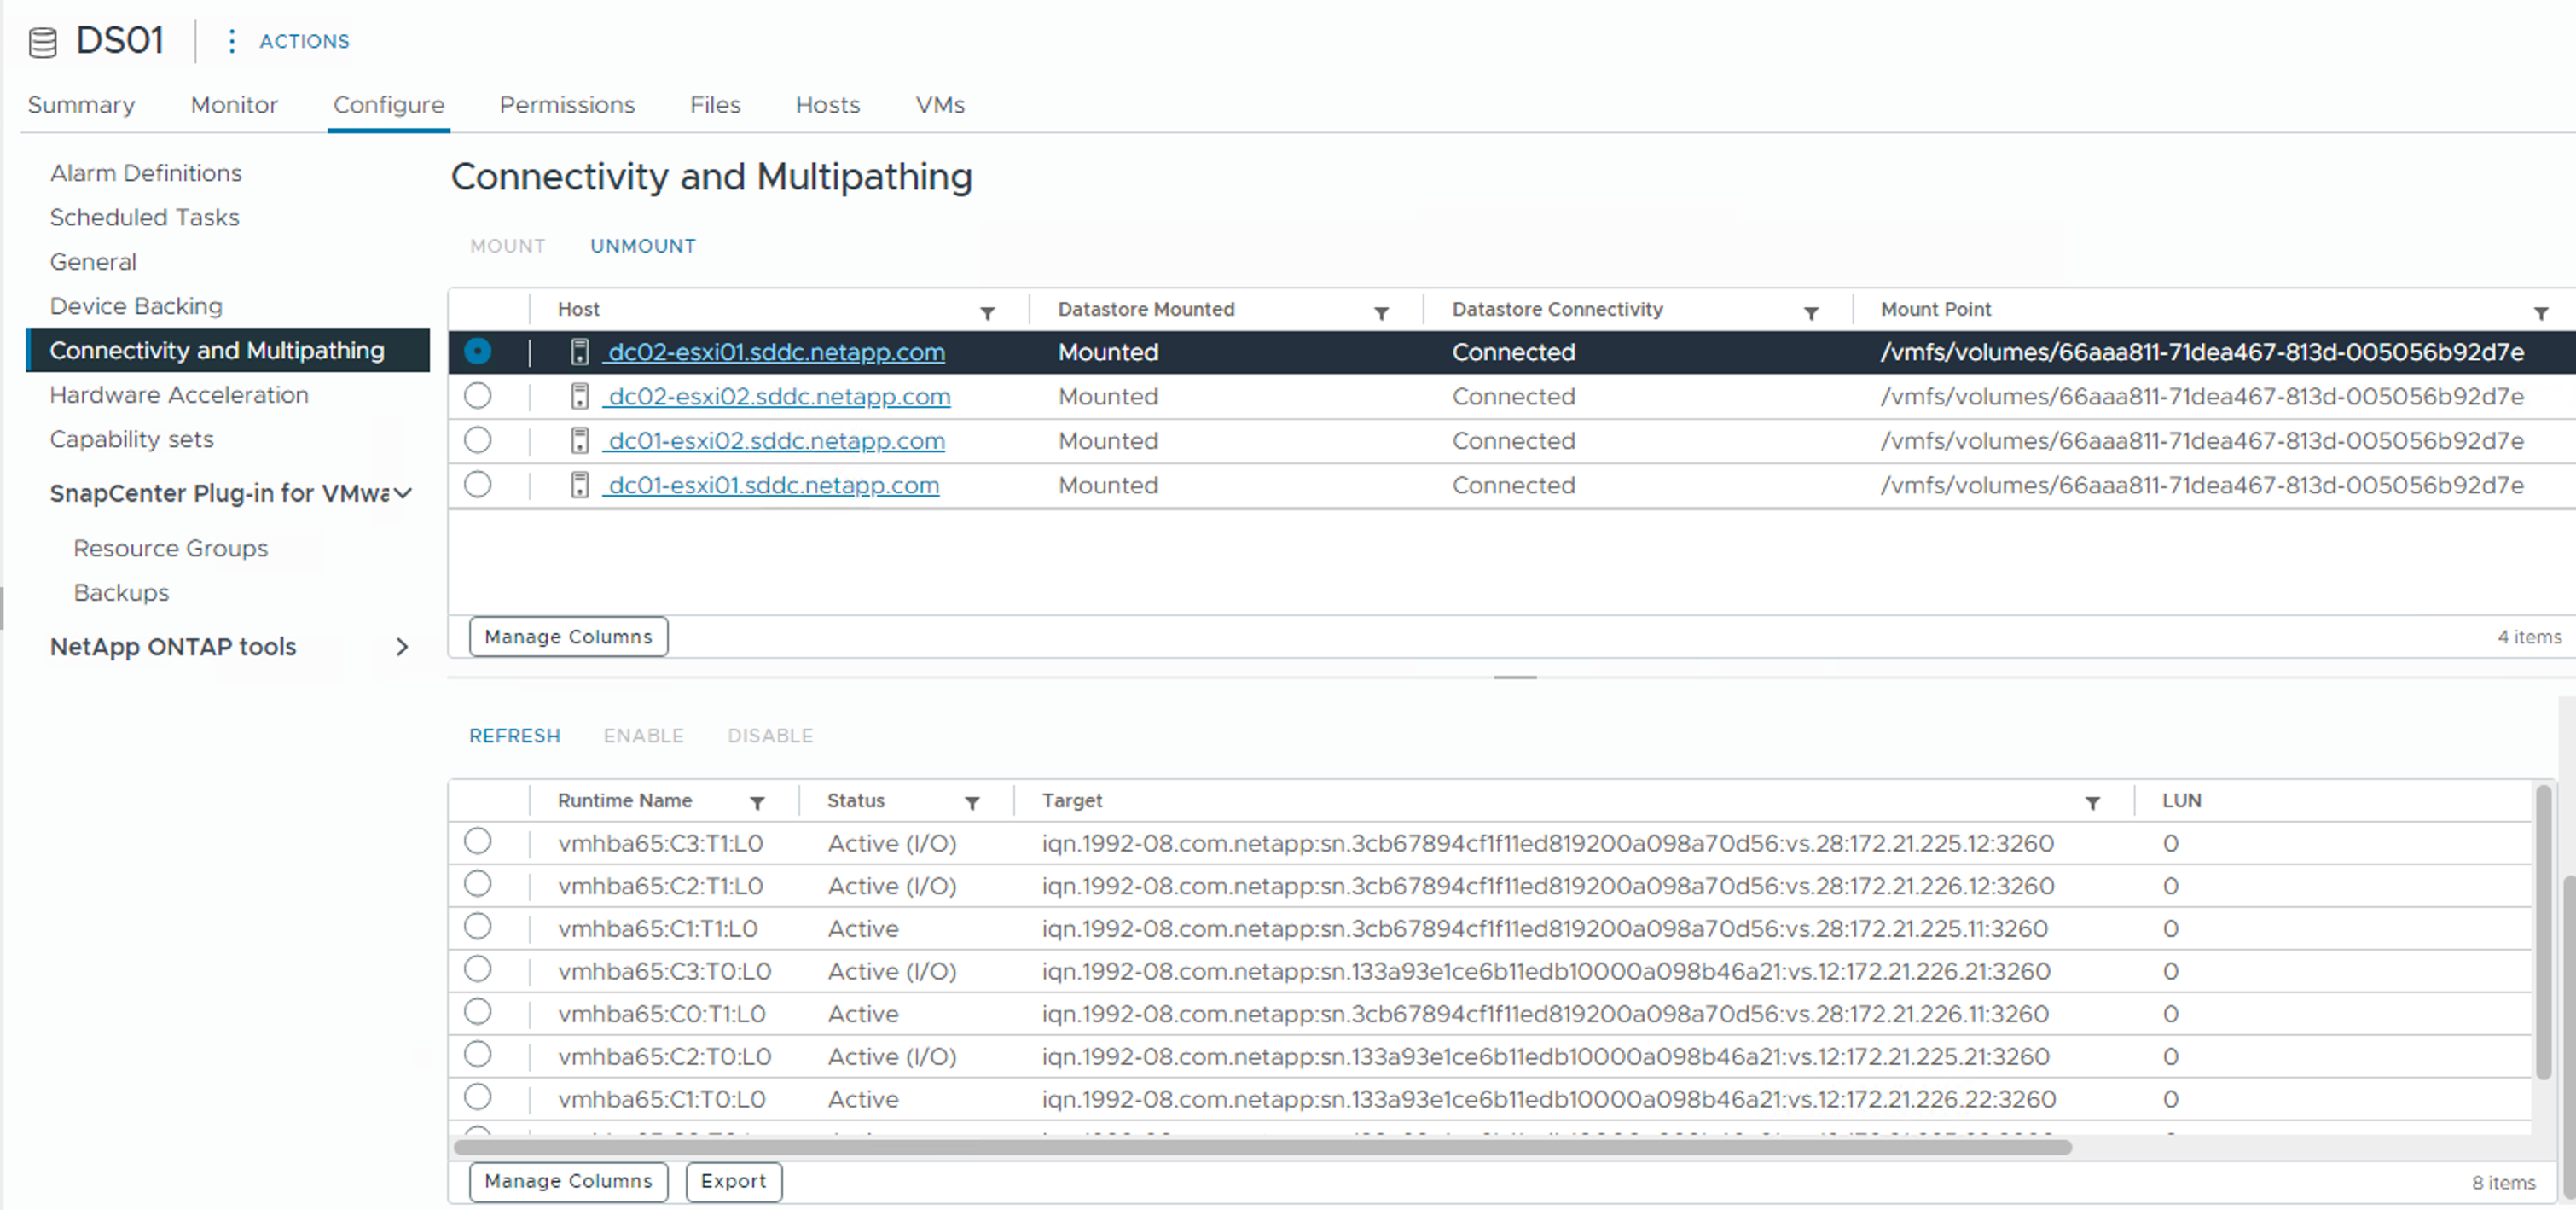 DS01 ACTIONS
Summary Monitor Configure Permissions Files Hosts VMs
Alarm Definitions
Scheduled Tasks
General
Device Backing
Connectivity and Multipathing
Hardware Acceleration
Capability sets
SnapCenter Plug-in for VMwa
Resource Groups
Backups
NetApp ONTAP tools
Connectivity and Multipathing
MOUNT UNMOUNT
Host Datastore Mounted Datastore Connectivity Mount Point
dc02-esxi01.sddc.netapp.com Mounted Connected /vmfs/volumes/66aaa811-71dea467-813d-005056b92d7e
dc02-esxi02.sddc.netapp.com Mounted Connected /vmfs/volumes/66aaa811-71dea467-813d-005056b92d7e
dc01-esxi02.sddc.netapp.com Mounted Connected /vmfs/volumes/66aaa811-71dea467-813d-005056b92d7e
dc01-esxi01.sddc.netapp.com Mounted Connected /vmfs/volumes/66aaa811-71dea467-813d-005056b92d7e
Manage Columns 4 items
REFRESH ENABLE DISABLE
Runtime Name Status Target LUN
vmhba65:C3:T1:L0 Active (I/O) iqn.1992-08.com.netapp:sn.3cb67894cf1f11ed819200a098a70d56:vs.28:172.21.225.12:3260 0
vmhba65:C2:T1:L0 Active (I/O) iqn.1992-08.com.netapp:sn.3cb67894cf1f11ed819200a098a70d56:vs.28:172.21.226.12:3260 0
vmhba65:C1:T1:L0 Active iqn.1992-08.com.netapp:sn.3cb67894cf1f11ed819200a098a70d56:vs.28:172.21.225.11:3260 0
vmhba65:C3:T0:L0 Active (I/O) iqn.1992-08.com.netapp:sn.133a93e1ce6b11edb10000a098b46a21:vs.12:172.21.226.21:3260 0
vmhba65:C0:T1:L0 Active iqn.1992-08.com.netapp:sn.3cb67894cf1f11ed819200a098a70d56:vs.28:172.21.226.11:3260 0
vmhba65:C2:T0:L0 Active (I/O) iqn.1992-08.com.netapp:sn.133a93e1ce6b11edb10000a098b46a21:vs.12:172.21.225.21:3260 0
vmhba65:C1:T0:L0 Active iqn.1992-08.com.netapp:sn.133a93e1ce6b11edb10000a098b46a21:vs.12:172.21.226.22:3260 0
Manage Columns Export 8 items